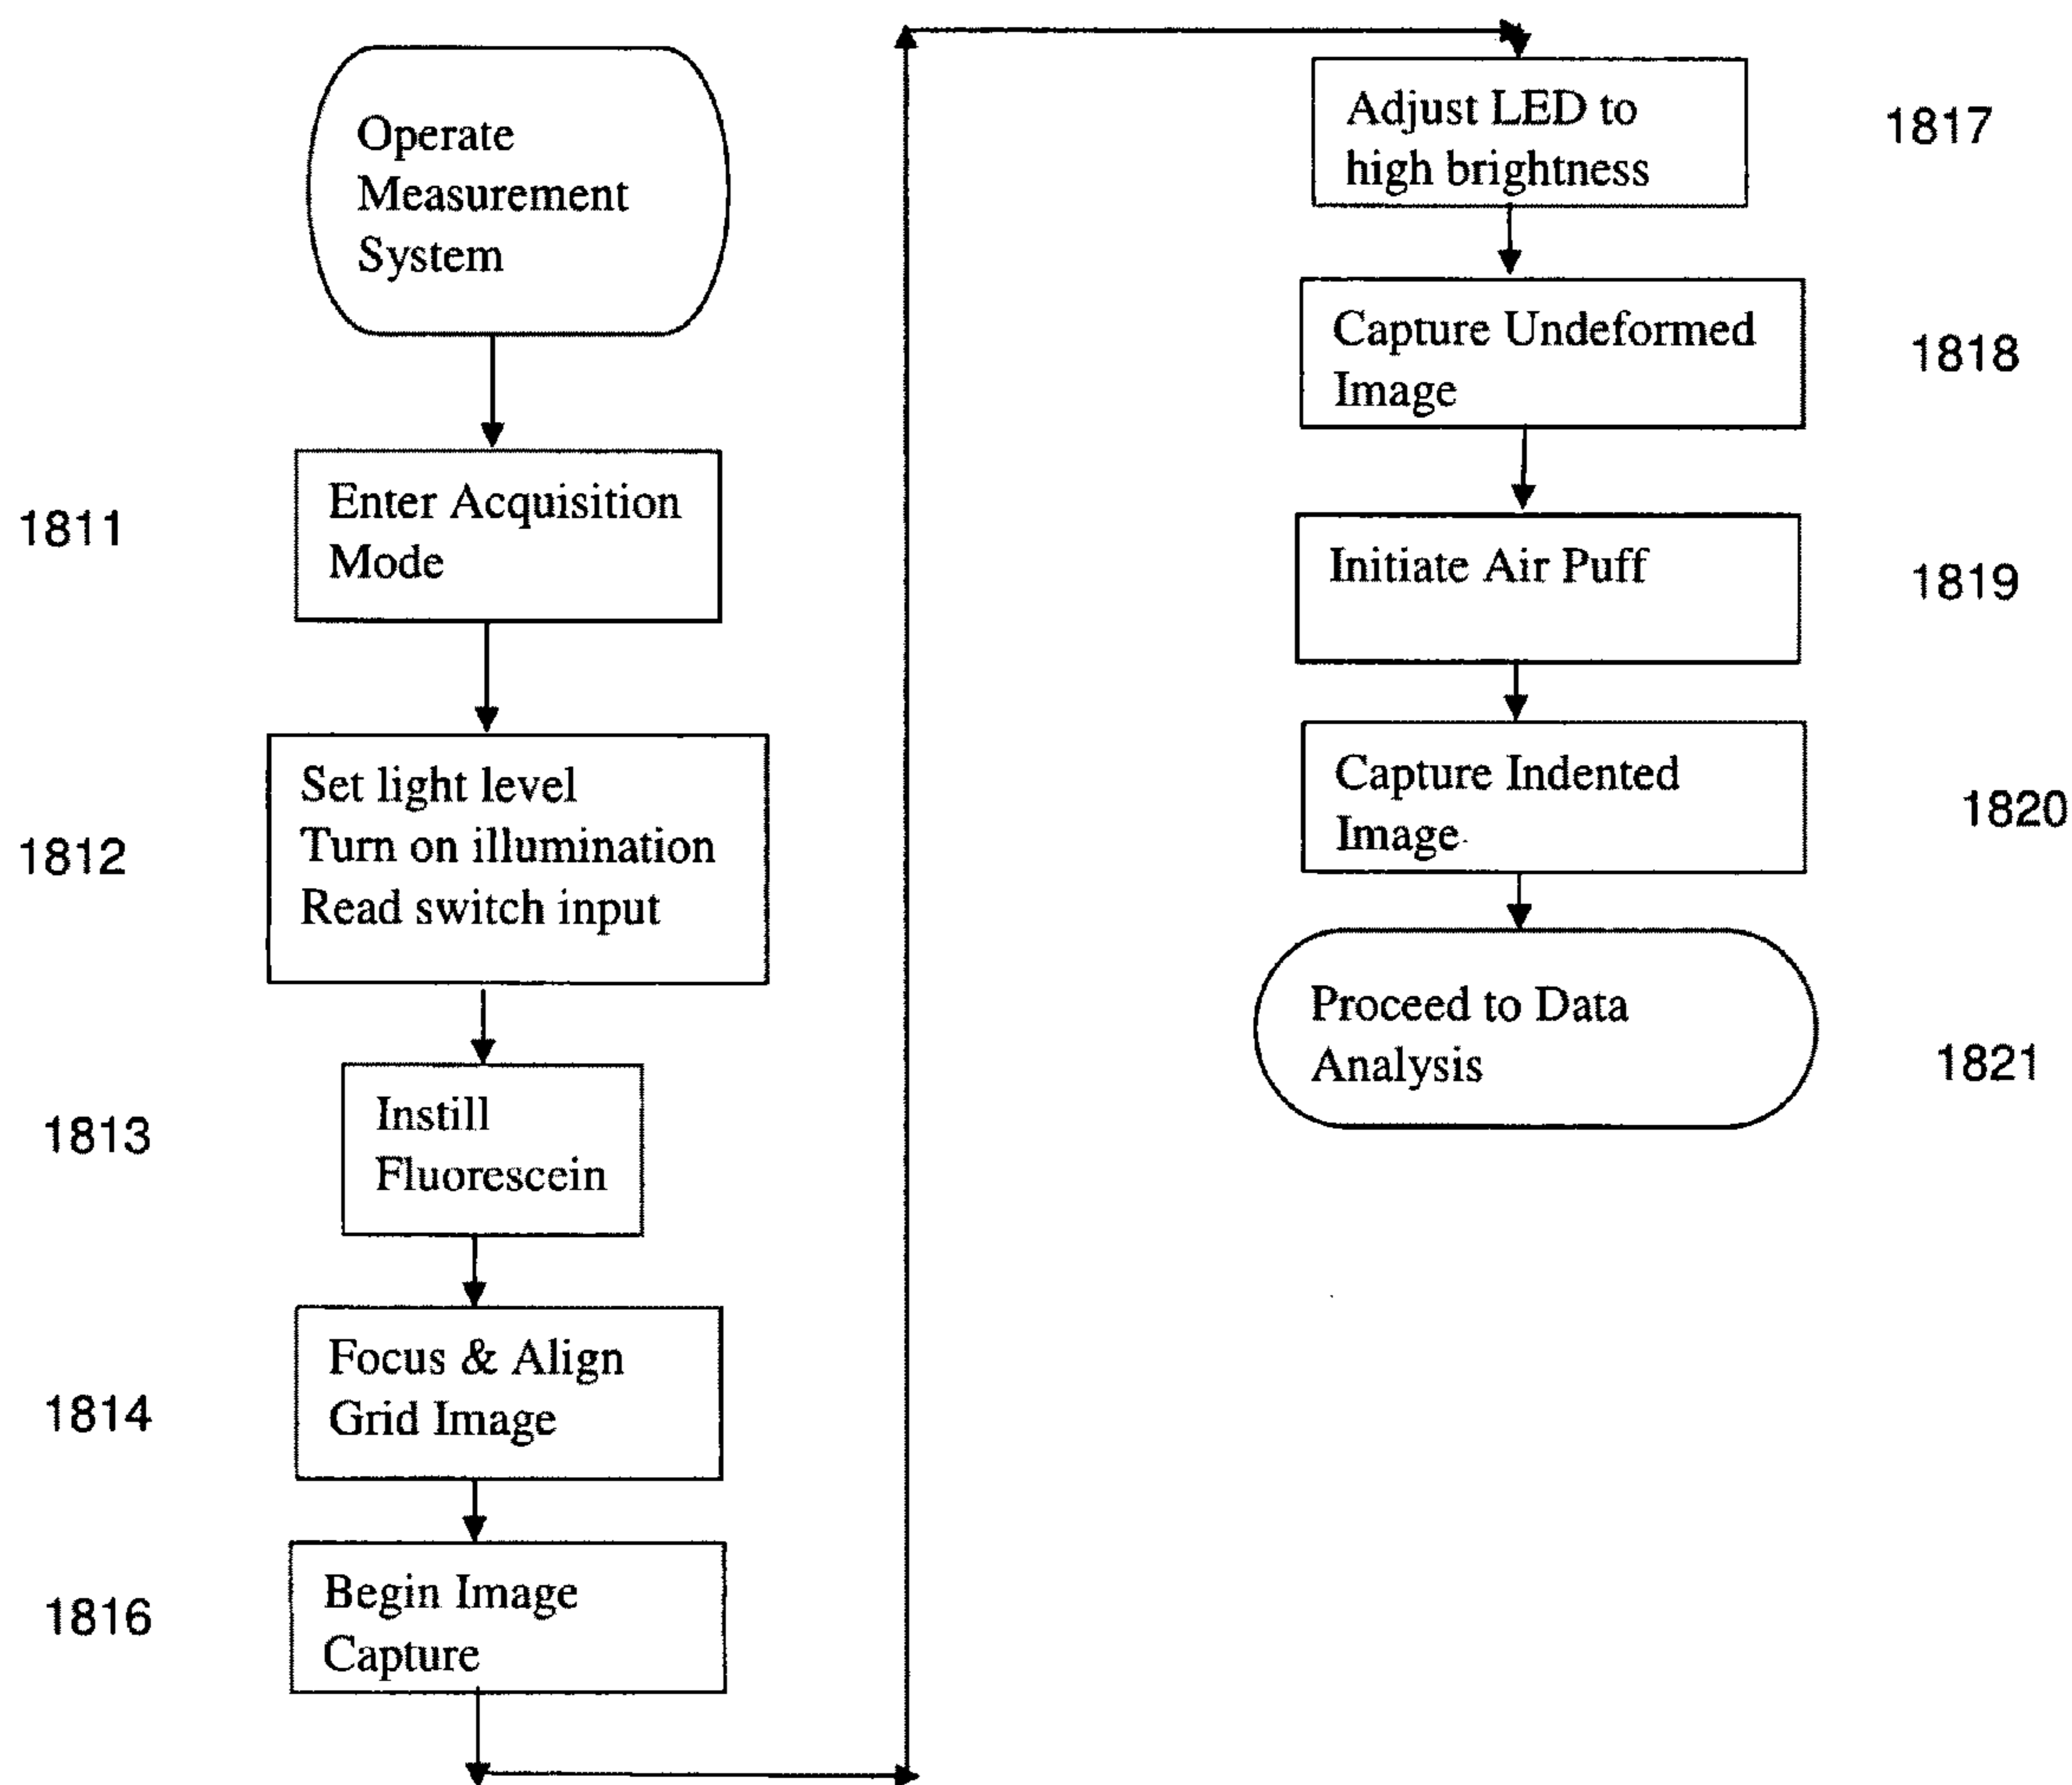 Operate
Measurement
System
1811
Enter Acquisition
Mode
1812
Set light level
Turn on illumination
Read switch input
1813
Instill
Fluorescein
1814
Focus & Align
Grid Image
1816
Begin Image
Capture
Adjust LED to
high brightness
1817
Capture Undeformed
Image
1818
Initiate Air Puff
1819
Capture Indented
Image
1820
Proceed to Data
Analysis
1821